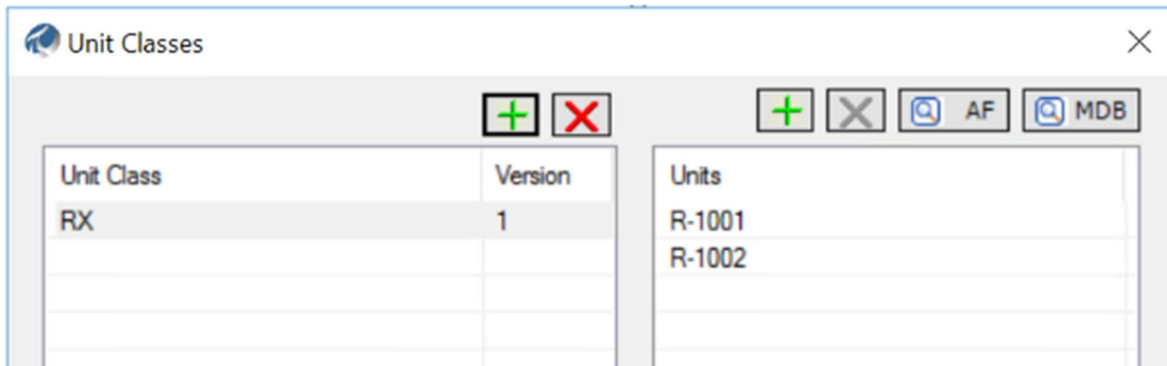 Unit Classes
AF MDB
Unit Class Version Units
RX 1 R-1001
R-1002